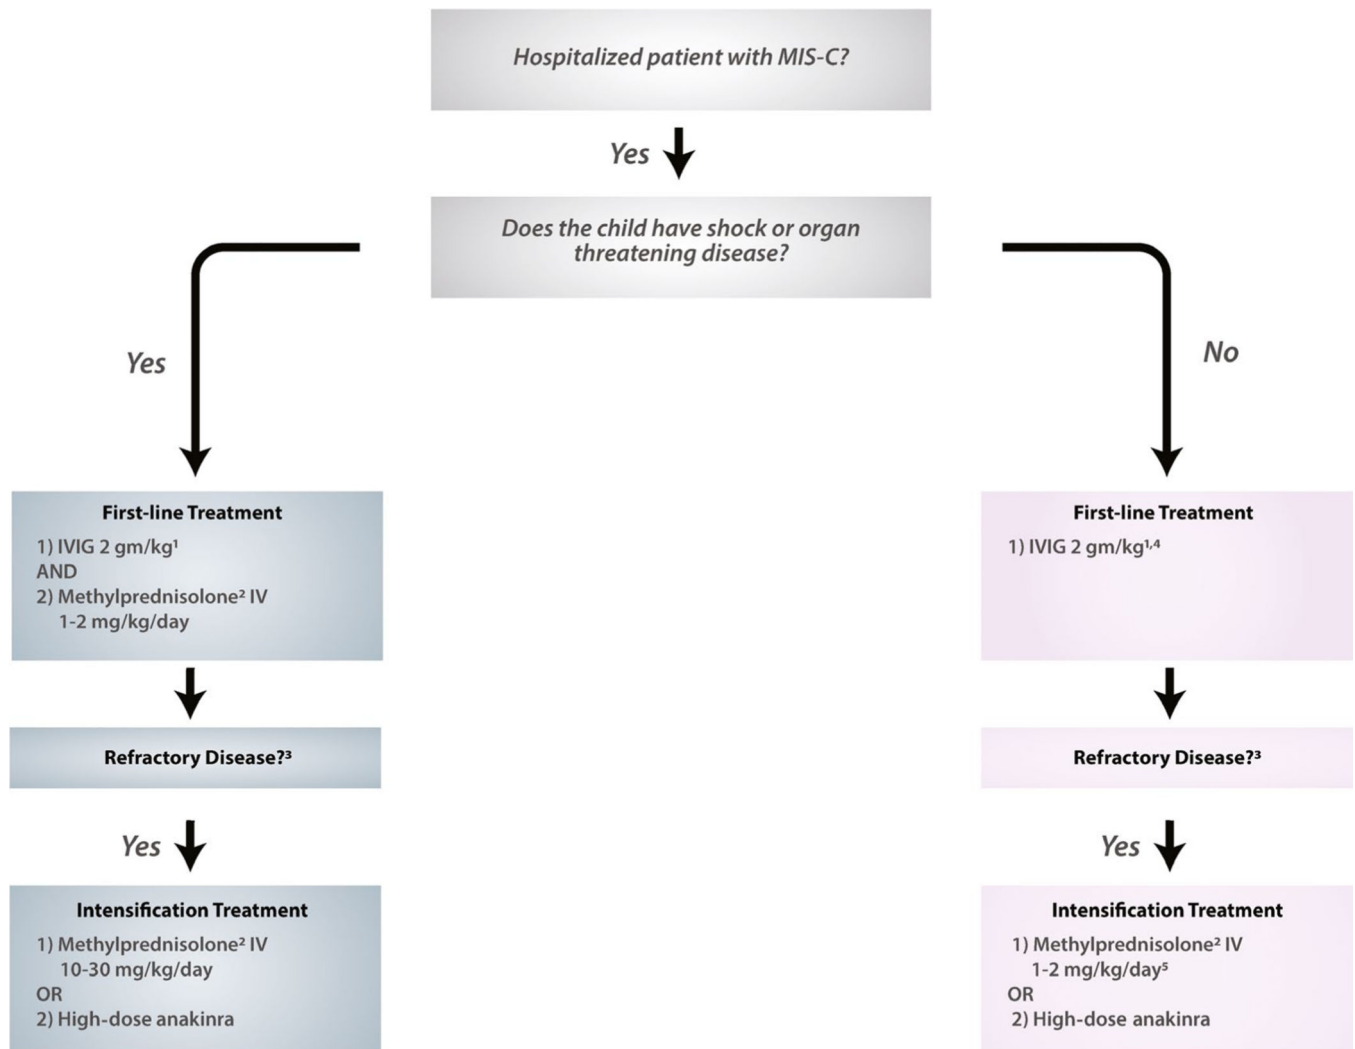 Hospitalized patient with MIS-C?
Yes
Does the child have shock or organ
threatening disease?
Yes
No
First-line Treatment
1) IVIG 2 gm/kg¹
AND
2) Methylprednisolone² IV
1-2 mg/kg/day
First-line Treatment
1) IVIG 2 gm/kg¹,⁴
Refractory Disease?³
Refractory Disease?³
Yes
Yes
Intensification Treatment
1) Methylprednisolone² IV
10-30 mg/kg/day
OR
2) High-dose anakinra
Intensification Treatment
1) Methylprednisolone² IV
1-2 mg/kg/day⁵
OR
2) High-dose anakinra